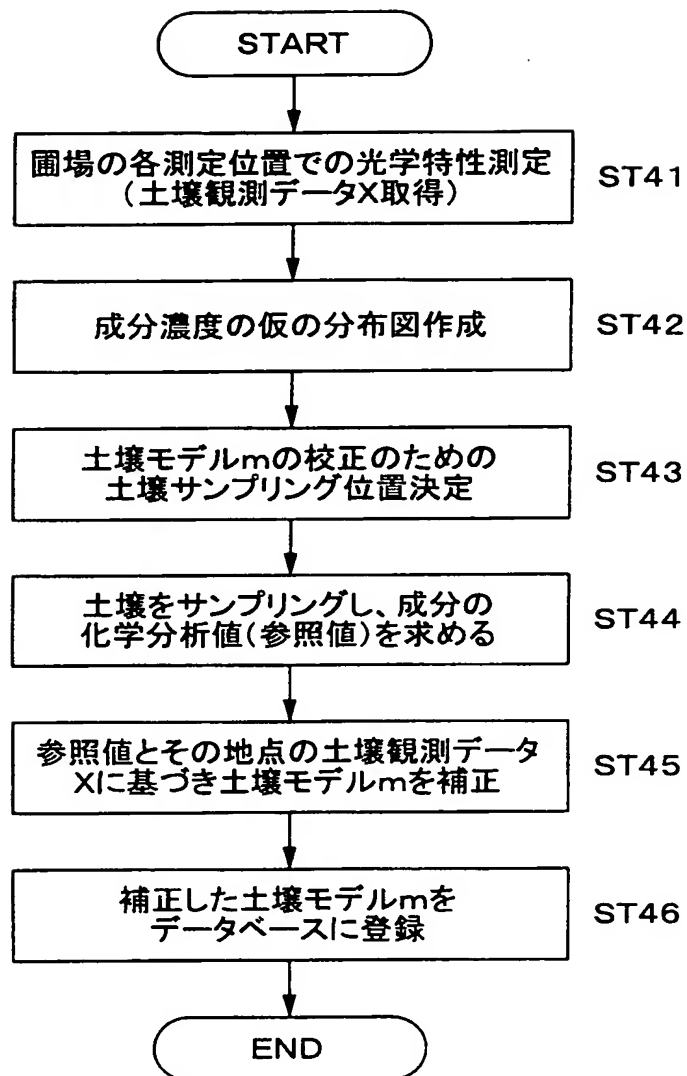 START
圃場の各測定位置での光学特性測定
(土壌観測データX取得)
ST41
成分濃度の仮の分布図作成
ST42
土壌モデルmの校正のための
土壌サンプリング位置決定
ST43
土壌をサンプリングし、成分の
化学分析値(参照値)を求める
ST44
参照値とその地点の土壌観測データ
Xに基づき土壌モデルmを補正
ST45
補正した土壌モデルmを
データベースに登録
ST46
END